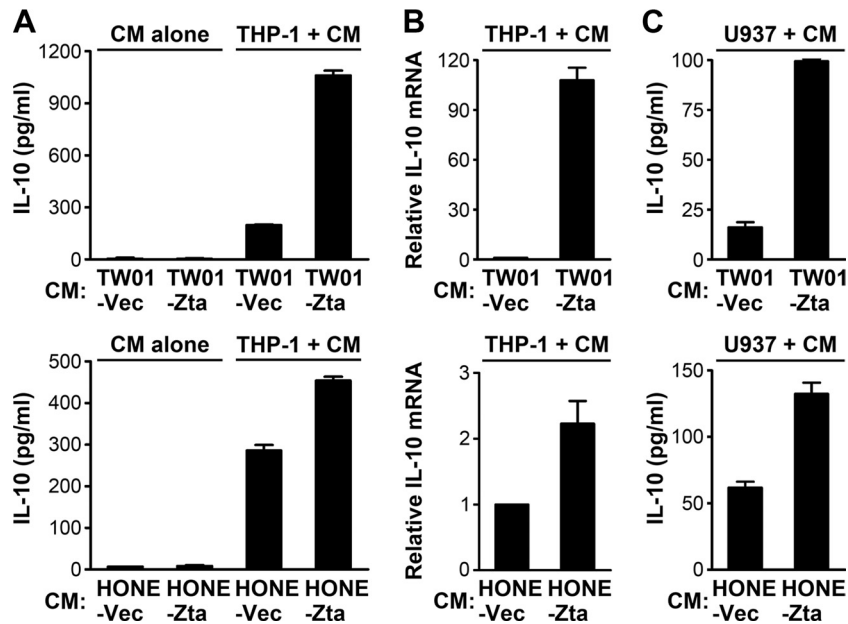 A
CM alone THP-1 + CM
IL-10 (pg/ml)
1200
900
600
300
0
CM: TW01 TW01 TW01 TW01
-Vec -Zta -Vec -Zta
CM alone THP-1 + CM
IL-10 (pg/ml)
500
400
300
200
100
0
CM: HONE HONE HONE HONE
-Vec -Zta -Vec -Zta
B
THP-1 + CM
Relative IL-10 mRNA
120
90
60
30
0
CM: TW01 TW01
-Vec -Zta
THP-1 + CM
Relative IL-10 mRNA
3
2
1
0
CM: HONE HONE
-Vec -Zta
C
U937 + CM
IL-10 (pg/ml)
100
75
50
25
0
CM: TW01 TW01
-Vec -Zta
U937 + CM
IL-10 (pg/ml)
150
100
50
0
CM: HONE HONE
-Vec -Zta